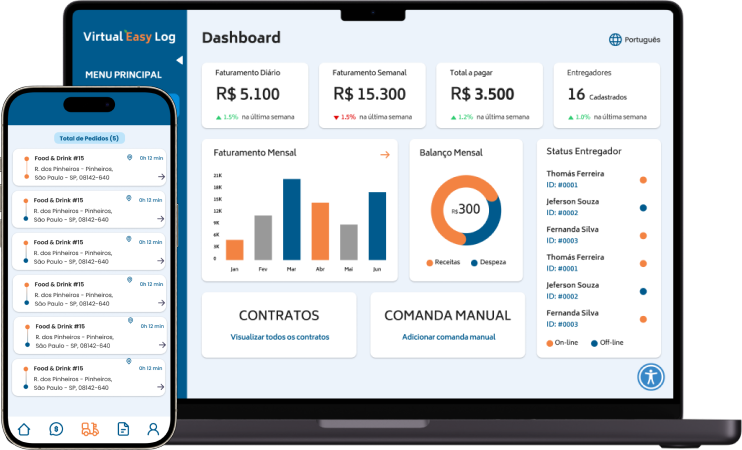 Virtual Easy Log
MENU PRINCIPAL
Dashboard
Português
Faturamento Diário
R$ 5.100
1.5% na última semana
Faturamento Semanal
R$ 15.300
1.5% na última semana
Total a pagar
R$ 3.500
1.2% na última semana
Entregadores
16 Cadastrados
1.0% na última semana
Faturamento Mensal
21K
18K
15K
12K
9K
6K
3K
0
Jan
Fev
Mar
Abr
Mai
Jun
Balanço Mensal
R$300
Receitas
Despeza
Status Entregador
Thomás Ferreira
ID: #0001
Jeferson Souza
ID: #0002
Fernanda Silva
ID: #0003
Thomás Ferreira
ID: #0001
Jeferson Souza
ID: #0002
Fernanda Silva
ID: #0003
On-line
Off-line
CONTRATOS
Visualizar todos os contratos
COMANDA MANUAL
Adicionar comanda manual
Total de Pedidos (5)
Food & Drink #15
0h 12 min
R. dos Pinheiros - Pinheiros,
São Paulo - SP, 08142-640
Food & Drink #15
0h 12 min
R. dos Pinheiros - Pinheiros,
São Paulo - SP, 08142-640
Food & Drink #15
0h 12 min
R. dos Pinheiros - Pinheiros,
São Paulo - SP, 08142-640
Food & Drink #15
0h 12 min
R. dos Pinheiros - Pinheiros,
São Paulo - SP, 08142-640
Food & Drink #15
0h 12 min
R. dos Pinheiros - Pinheiros,
São Paulo - SP, 08142-640
Food & Drink #15
0h 12 min
R. dos Pinheiros - Pinheiros,
São Paulo - SP, 08142-640